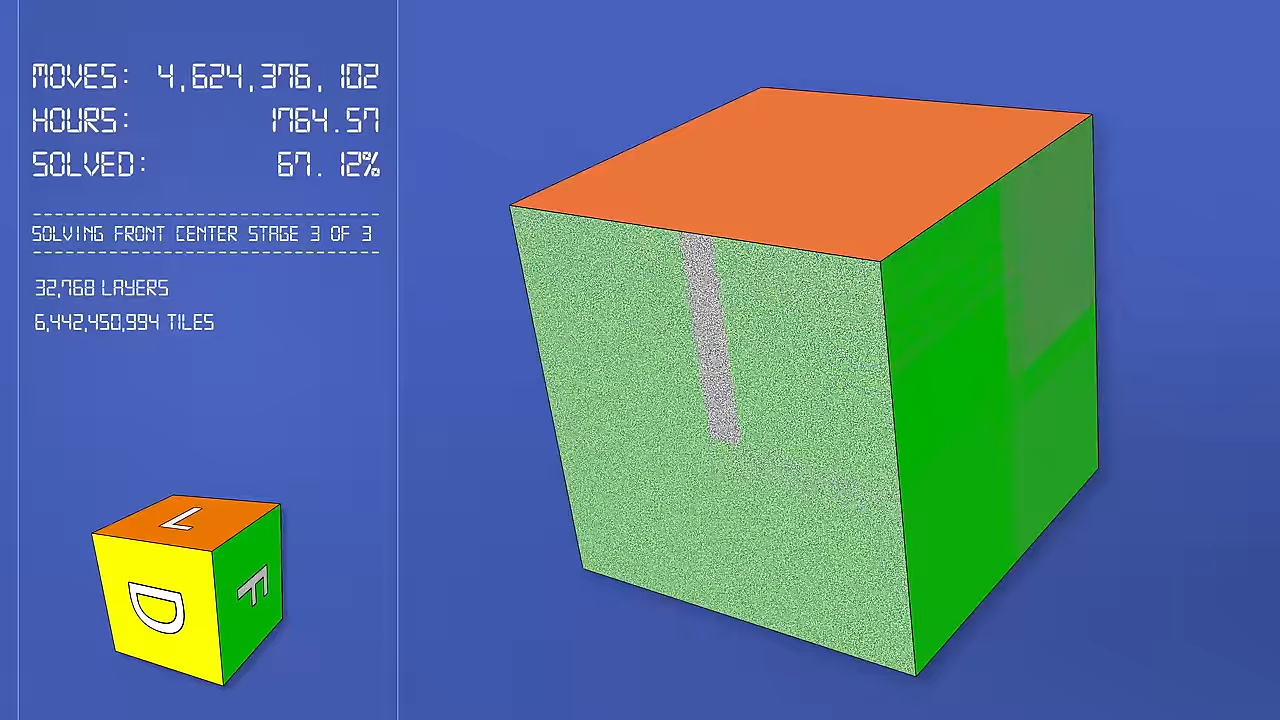 MOVES: 4,624,376,102
HOURS: 1764.57
SOLVED: 67.12%
SOLVING FRONT CENTER STAGE 3 OF 3
32,768 LAYERS
6,442,450,994 TILES
L
D
F